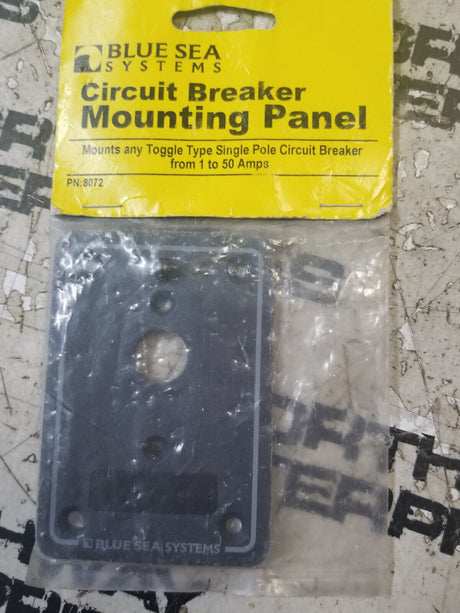 BLUE SEA
SYSTEMS
Circuit Breaker
Mounting Panel
Mounts any Toggle Type Single Pole Circuit Breaker
from 1 to 50 Amps
PN:8072
BLUE SEA SYSTEMS